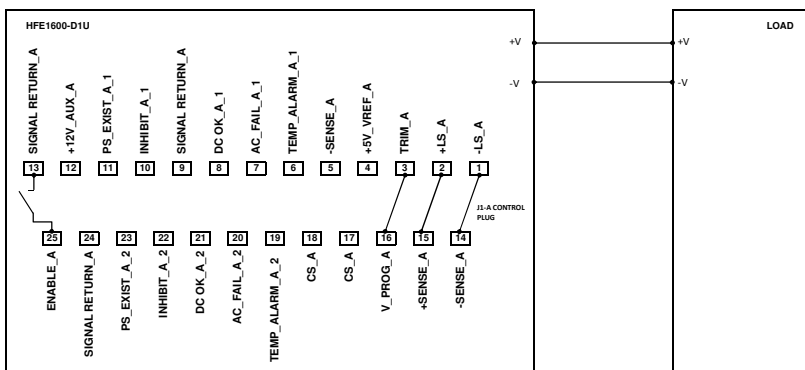 HFE1600-D1U
LOAD
SIGNAL RETURN_A
+12V_AUX_A
PS_EXIST_A_1
INHIBIT_A_1
SIGNAL RETURN_A
DC OK_A_1
AC_FAIL_A_1
TEMP_ALARM_A_1
-SENSE_A
+5V_VREF_A
TRIM_A
+LS_A
-LS_A
+V
+V
-V
-V
13 12 11 10 9 8 7 6 5 4 3 2 1
J1-A CONTROL
PLUG
25 24 23 22 21 20 19 18 17 16 15 14
ENABLE_A
SIGNAL RETURN_A
PS_EXIST_A_2
INHIBIT_A_2
DC OK_A_2
AC_FAIL_A_2
TEMP_ALARM_A_2
CS_A
CS_A
V_PROG_A
+SENSE_A
-SENSE_A